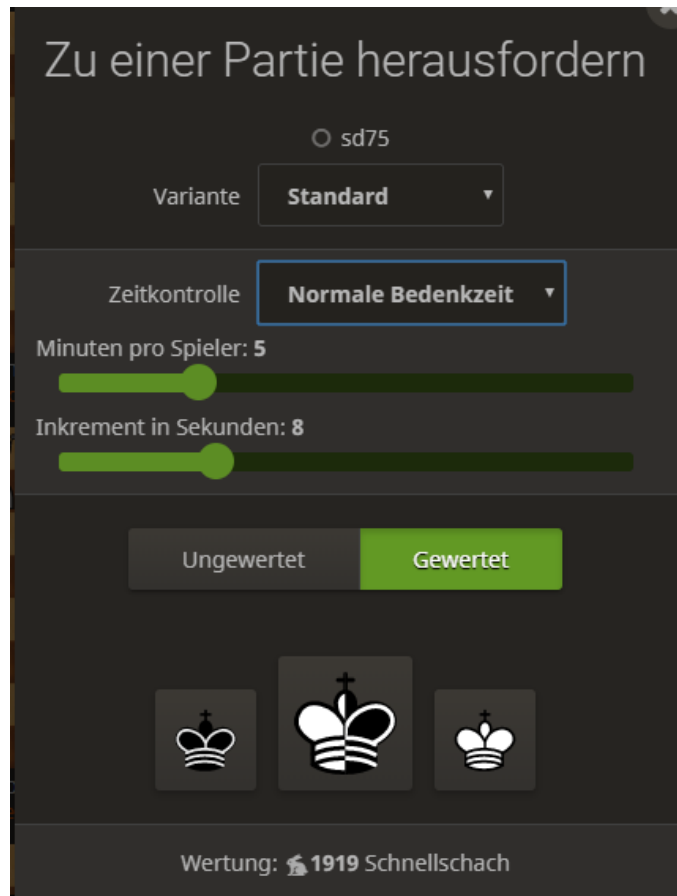 Zu einer Partie herausfordern
sd75
Variante Standard
Zeitkontrolle Normale Bedenkzeit
Minuten pro Spieler: 5
Inkrement in Sekunden: 8
Ungewertet Gewertet
Wertung: 1919 Schnellschach